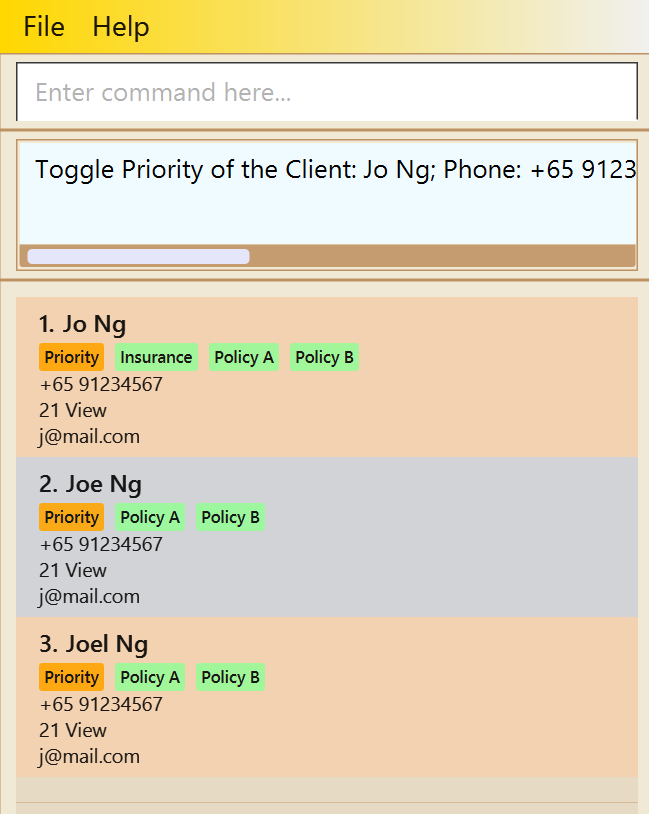 File Help
Enter command here...
Toggle Priority of the Client: Jo Ng; Phone: +65 9123
1. Jo Ng
Priority Insurance Policy A Policy B
+65 91234567
21 View
j@mail.com
2. Joe Ng
Priority Policy A Policy B
+65 91234567
21 View
j@mail.com
3. Joel Ng
Priority Policy A Policy B
+65 91234567
21 View
j@mail.com